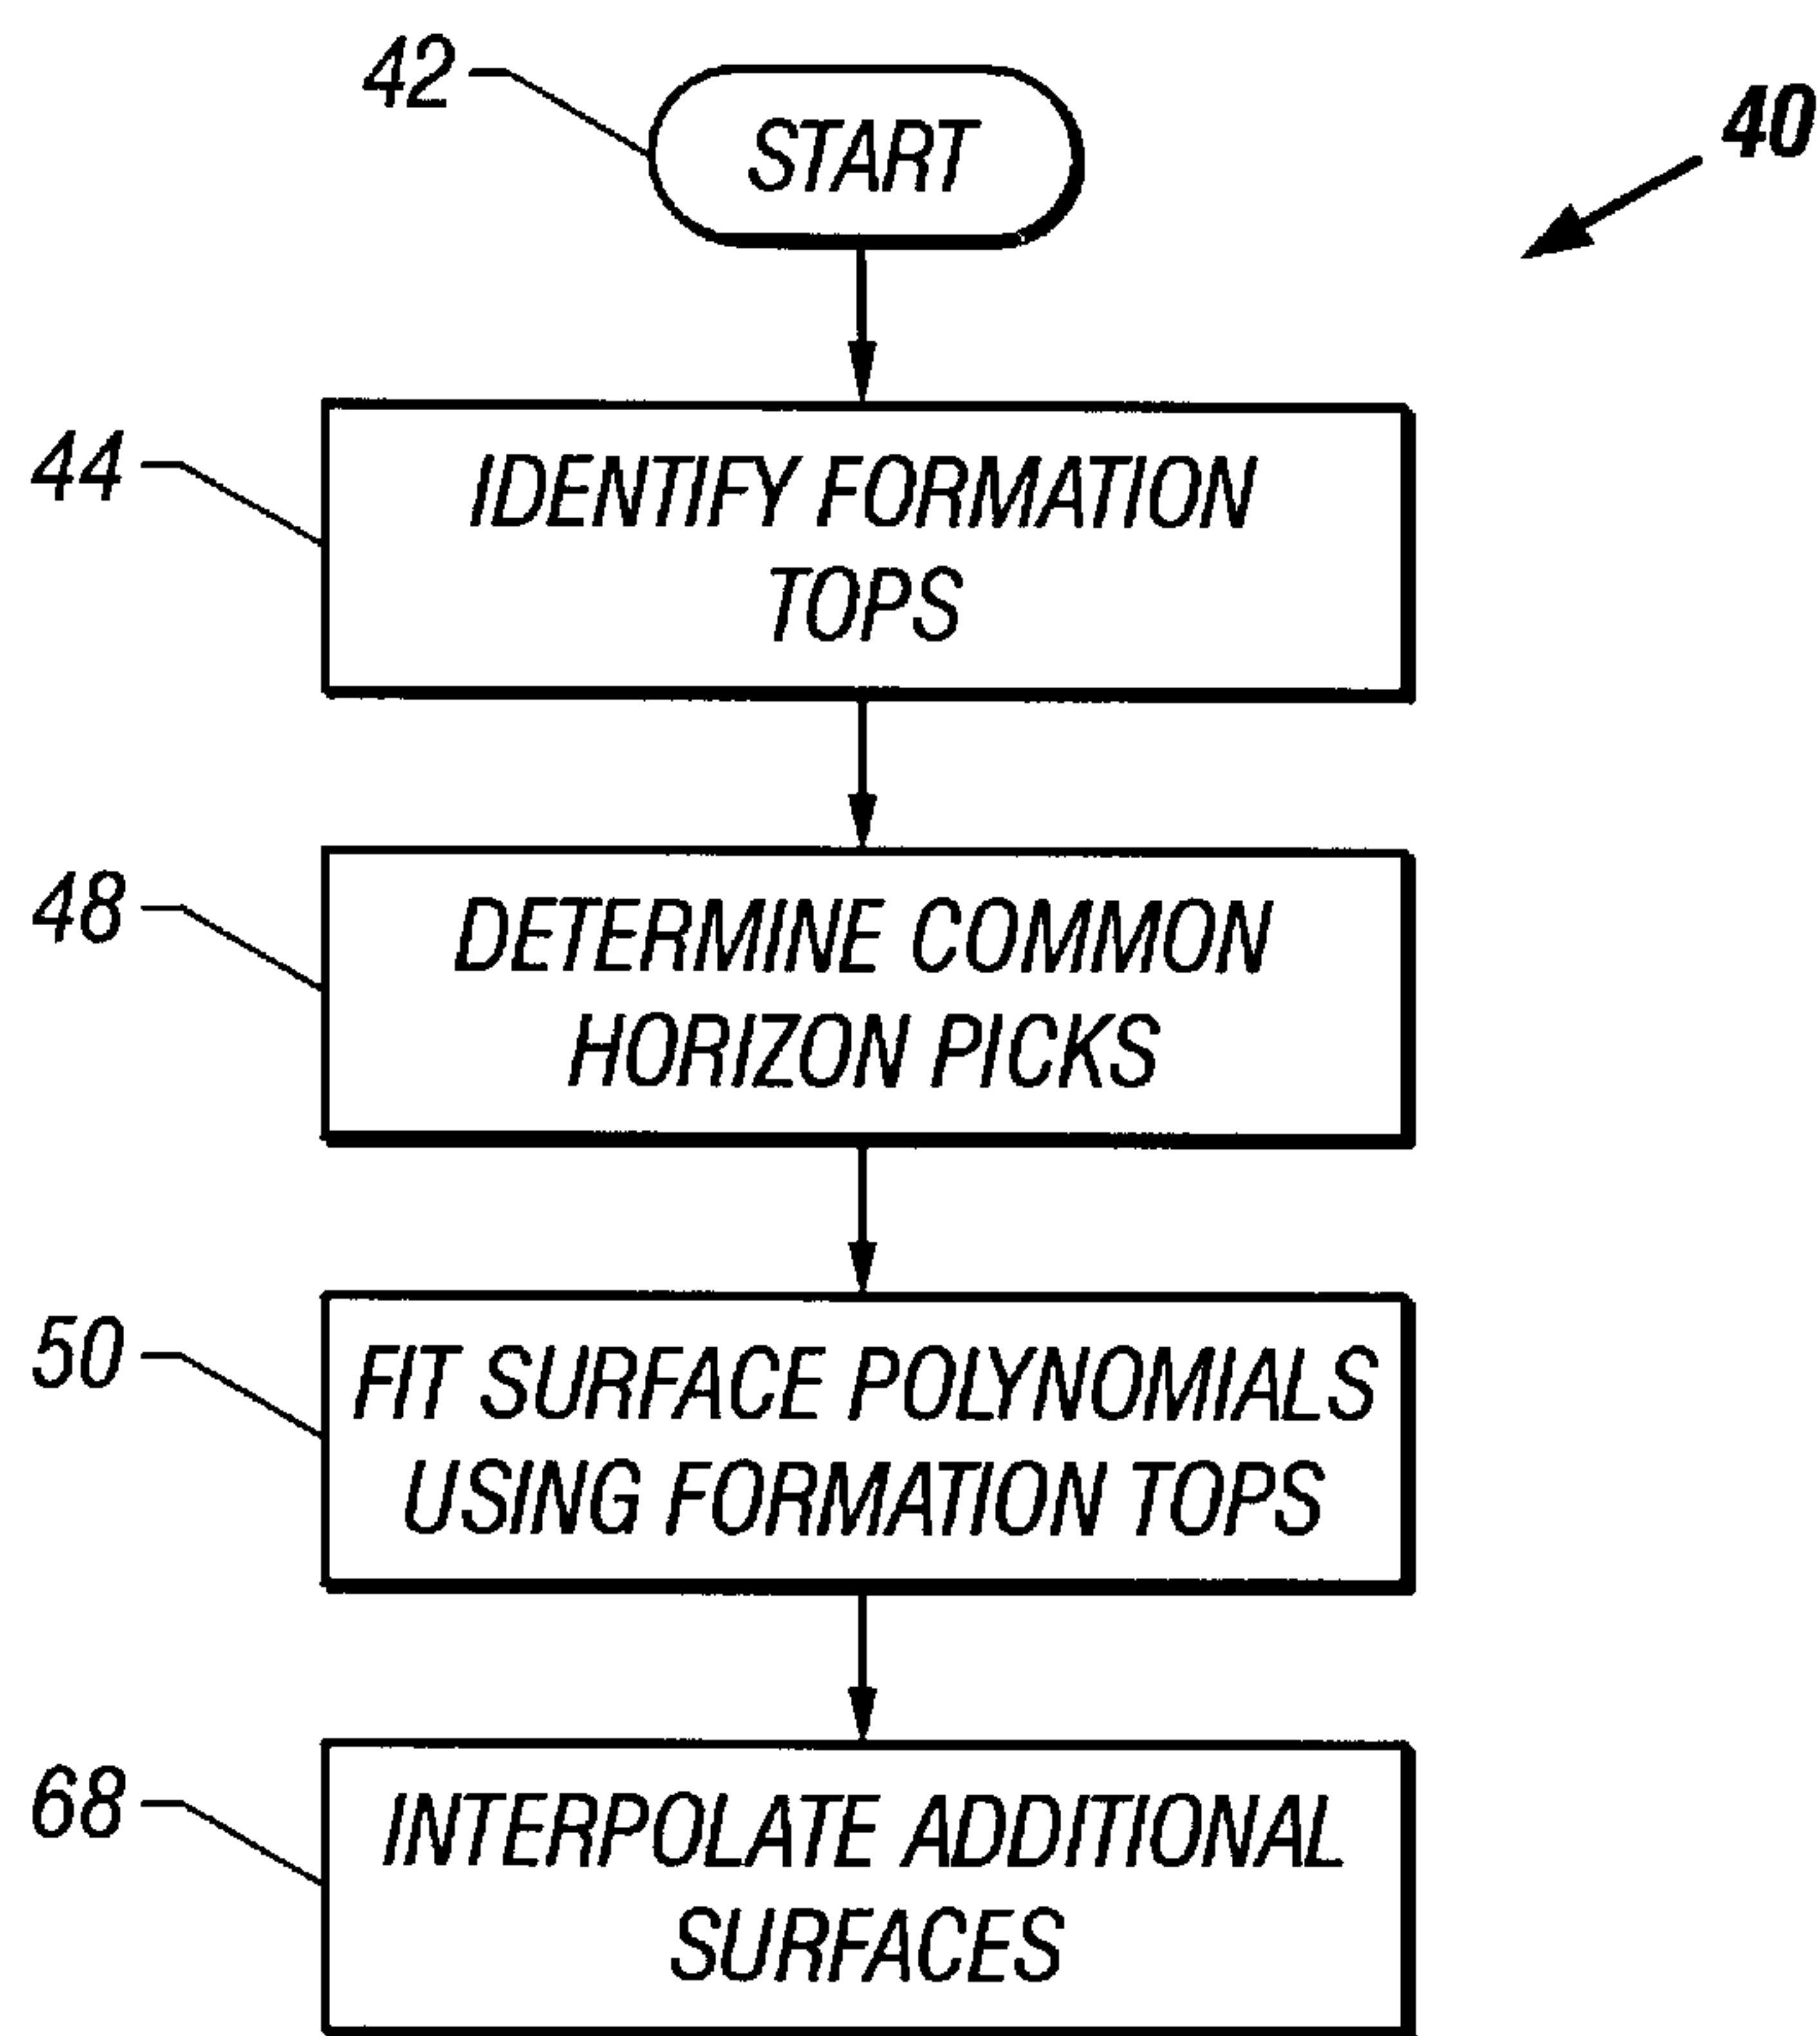 42
START
40
44
IDENTIFY FORMATION
TOPS
48
DETERMINE COMMON
HORIZON PICKS
50
FIT SURFACE POLYNOMIALS
USING FORMATION TOPS
68
INTERPOLATE ADDITIONAL
SURFACES